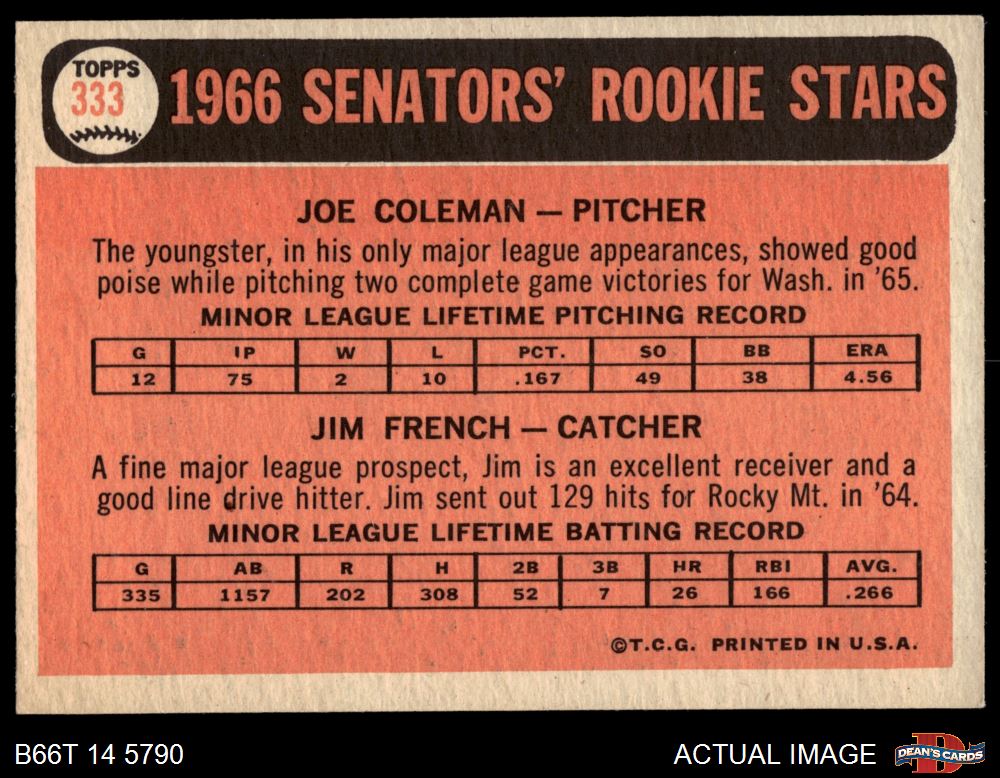 TOPPS
333
1966 SENATORS' ROOKIE STARS
JOE COLEMAN — PITCHER
The youngster, in his only major league appearances, showed good
poise while pitching two complete game victories for Wash. in '65.
MINOR LEAGUE LIFETIME PITCHING RECORD
G IP W L PCT. SO BB ERA
12 75 2 10 .167 49 38 4.56
JIM FRENCH — CATCHER
A fine major league prospect, Jim is an excellent receiver and a
good line drive hitter. Jim sent out 129 hits for Rocky Mt. in '64.
MINOR LEAGUE LIFETIME BATTING RECORD
G AB R H 2B 3B HR RBI AVG.
335 1157 202 308 52 7 26 166 .266
©T.C.G. PRINTED IN U.S.A.
B66T 14 5790
ACTUAL IMAGE
DEAN'S CARDS